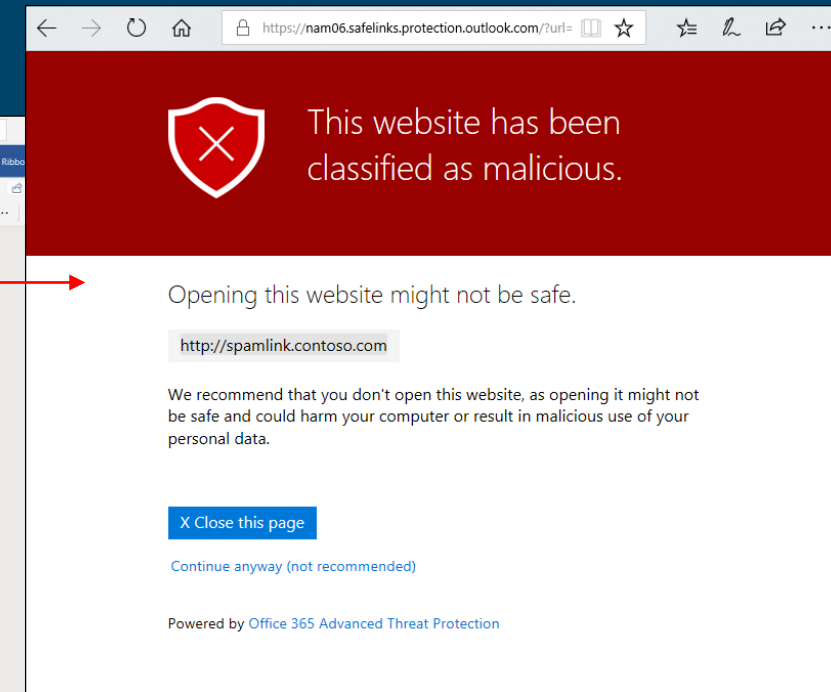 https://nam06.safelinks.protection.outlook.com/?url=
Ribbo
This website has been
classified as malicious.
Opening this website might not be safe.
http://spamlink.contoso.com
We recommend that you don't open this website, as opening it might not
be safe and could harm your computer or result in malicious use of your
personal data.
X Close this page
Continue anyway (not recommended)
Powered by Office 365 Advanced Threat Protection